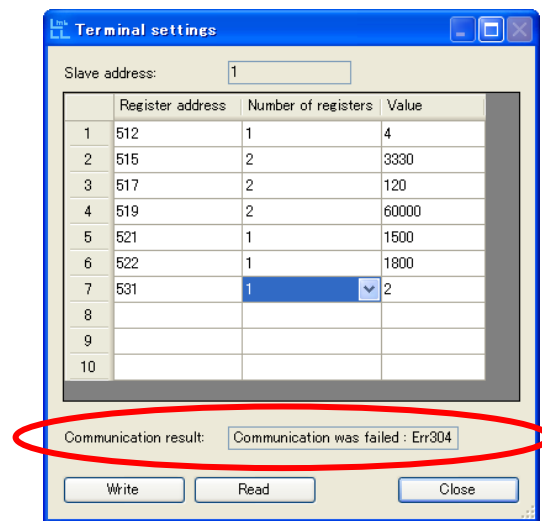 Terminal settings
Slave address: 1
Register address Number of registers Value
1 512 1 4
2 515 2 3330
3 517 2 120
4 519 2 60000
5 521 1 1500
6 522 1 1800
7 531 1 2
8
9
10
Communication result: Communication was failed : Err304
Write Read Close